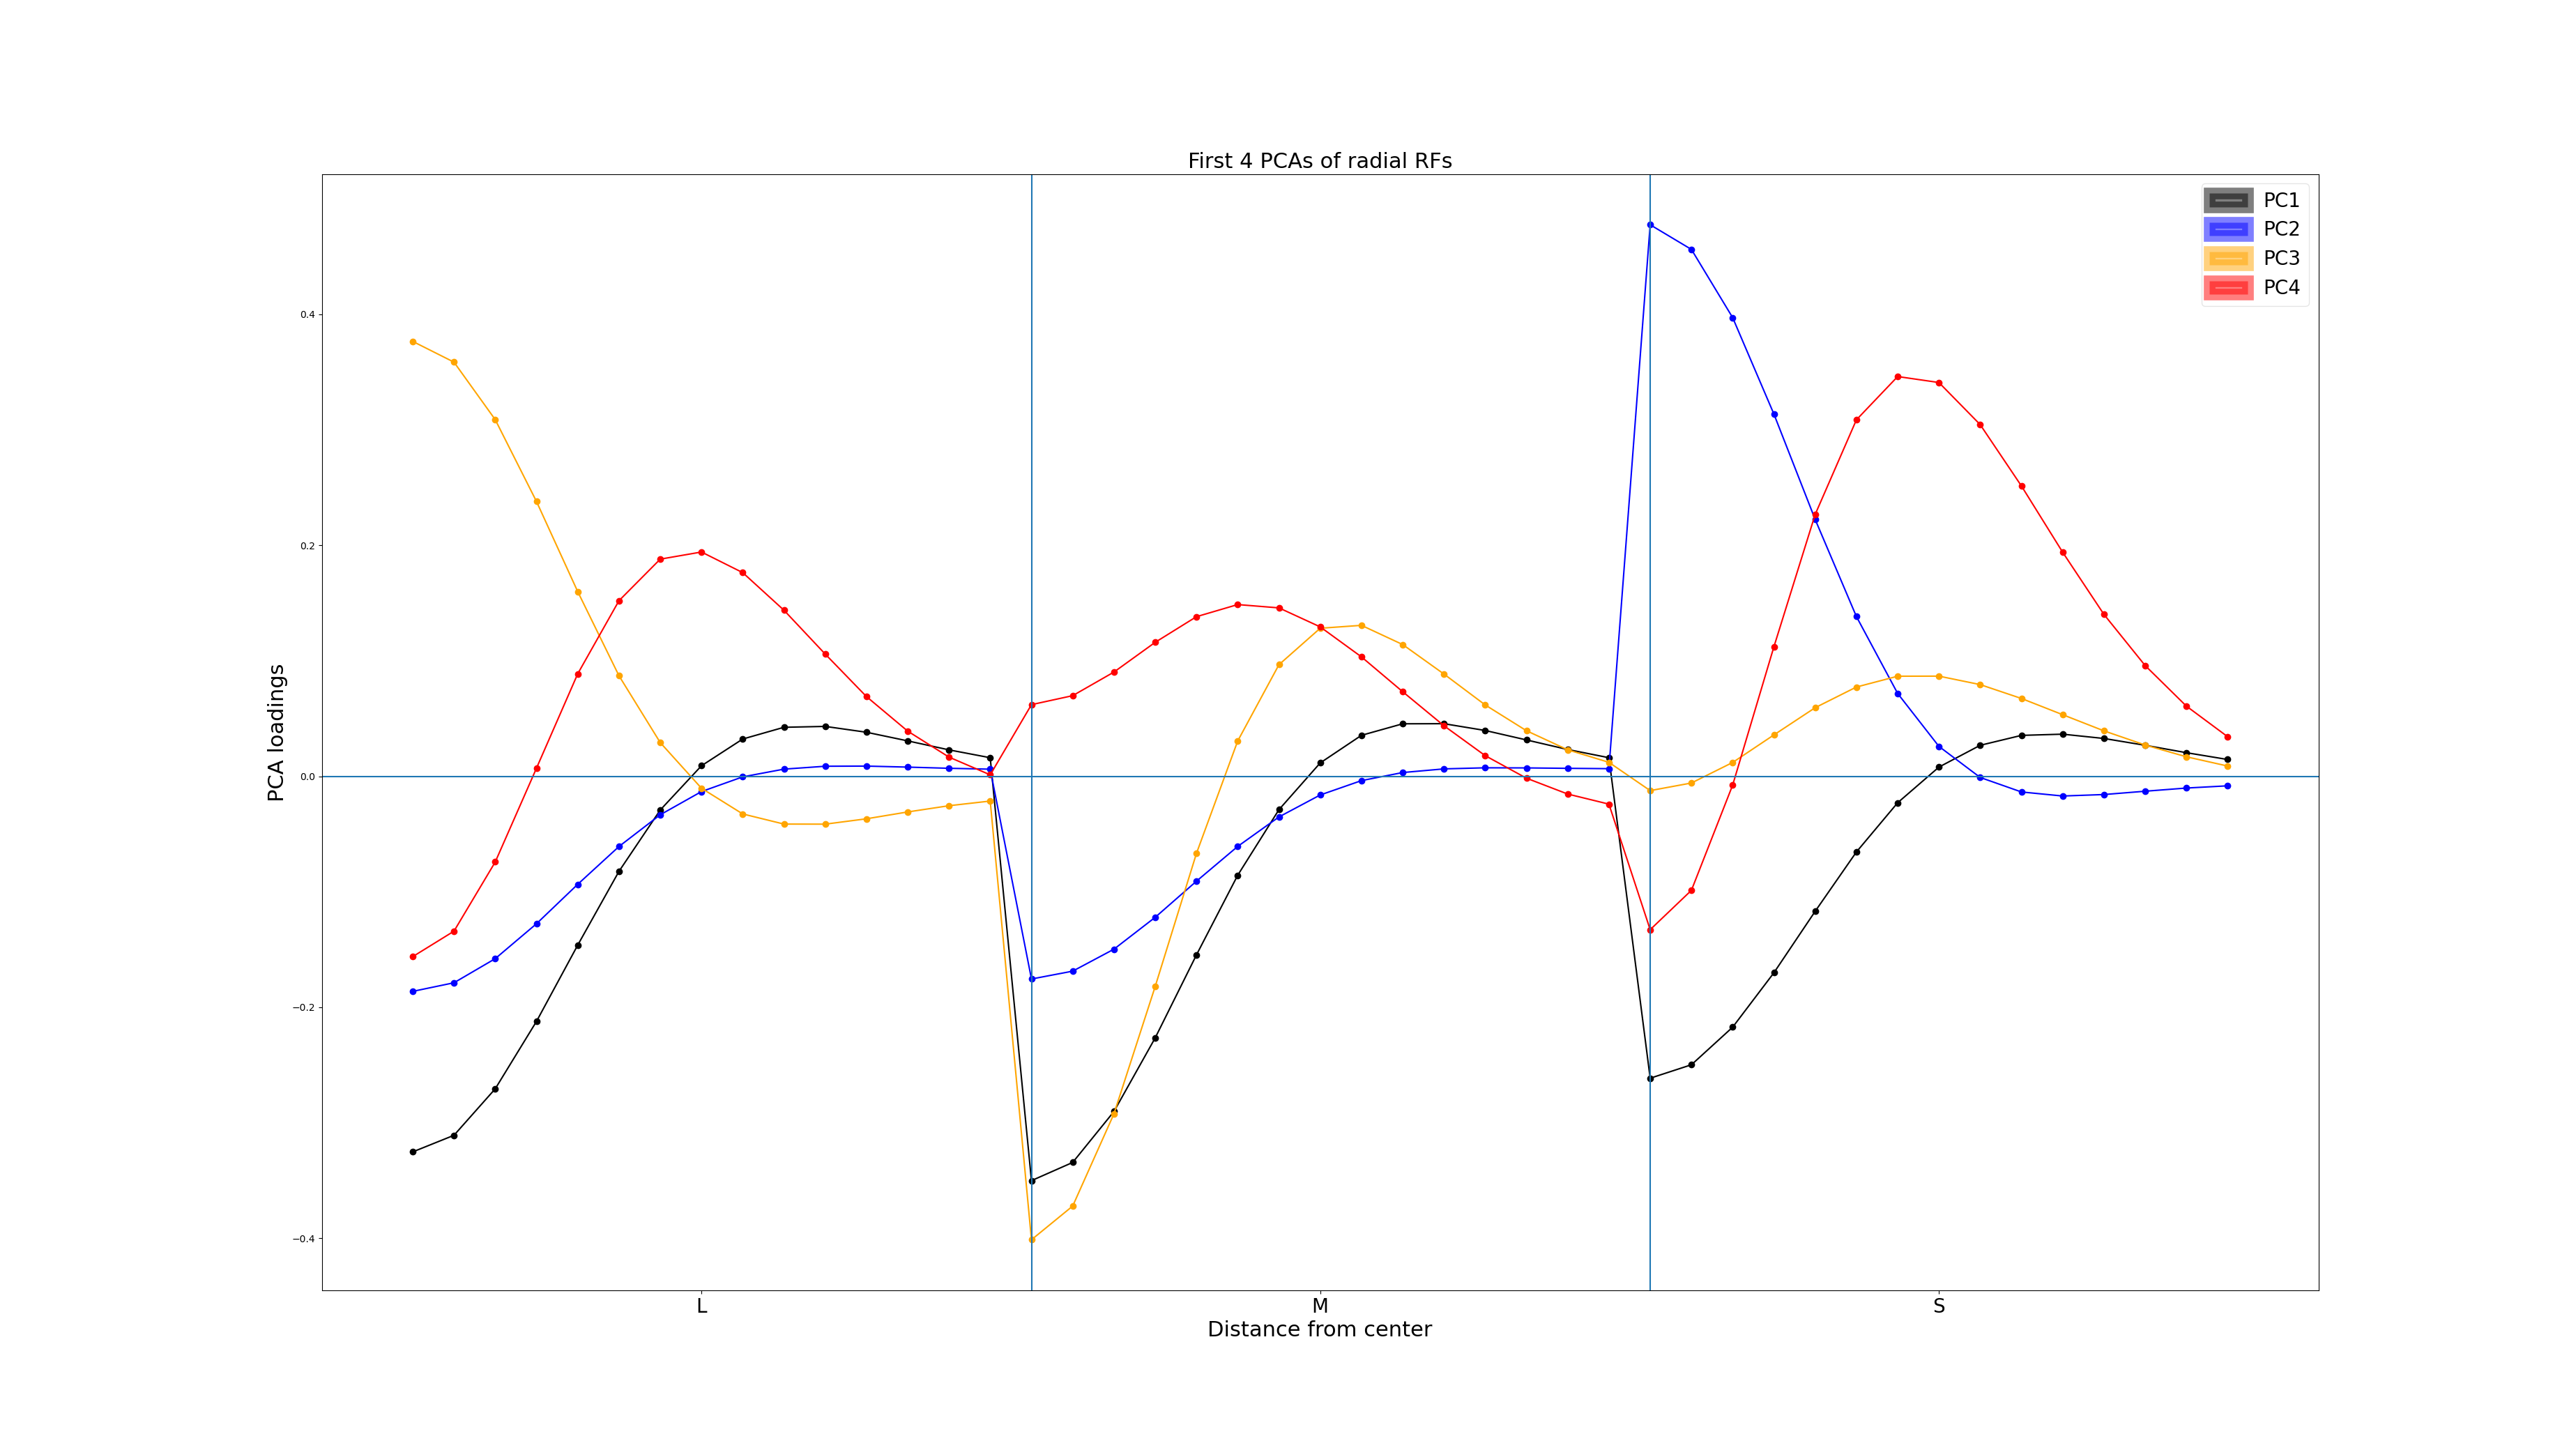 First 4 PCAs of radial RFs
PC1
PC2
PC3
PC4
0.4
0.2
0.0
−0.2
−0.4
PCA loadings
L
M
S
Distance from center